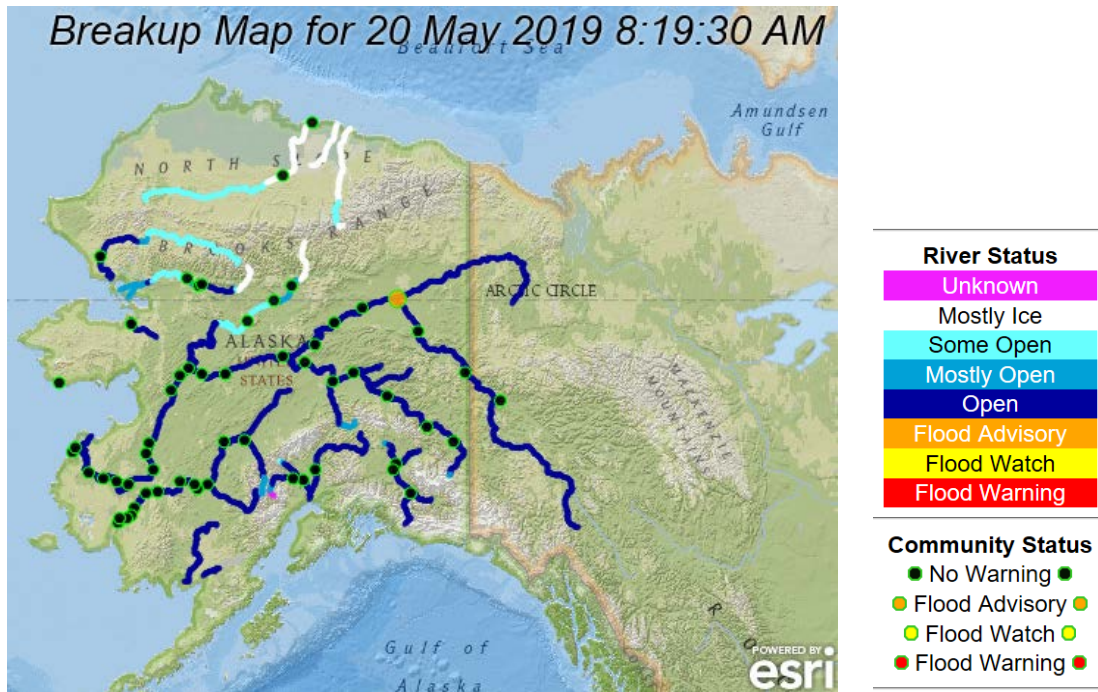 Breakup Map for 20 May 2019 8:19:30 AM
Beaufort Sea
Amundsen
Gulf
NORTH SLOPE
BROOKS RANGE
ARCTIC CIRCLE
ALASKA
UNITED
STATES
MACKENZIE
MOUNTAINS
Gulf of
Alaska
R O C
POWERED BY
esri
River Status
Unknown
Mostly Ice
Some Open
Mostly Open
Open
Flood Advisory
Flood Watch
Flood Warning
Community Status
No Warning
Flood Advisory
Flood Watch
Flood Warning